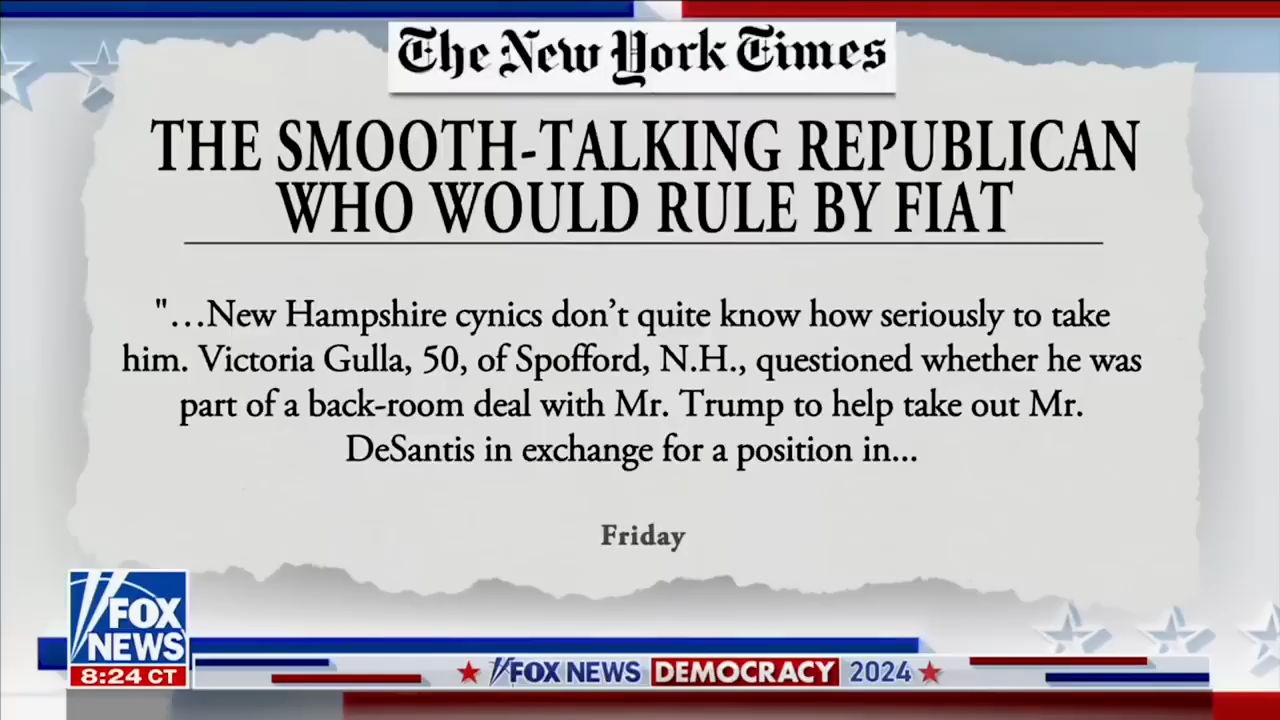 The New York Times
THE SMOOTH-TALKING REPUBLICAN
WHO WOULD RULE BY FIAT
"...New Hampshire cynics don't quite know how seriously to take
him. Victoria Gulla, 50, of Spofford, N.H., questioned whether he was
part of a back-room deal with Mr. Trump to help take out Mr.
DeSantis in exchange for a position in...
Friday
FOX
NEWS
8:24 CT
FOX NEWS DEMOCRACY 2024